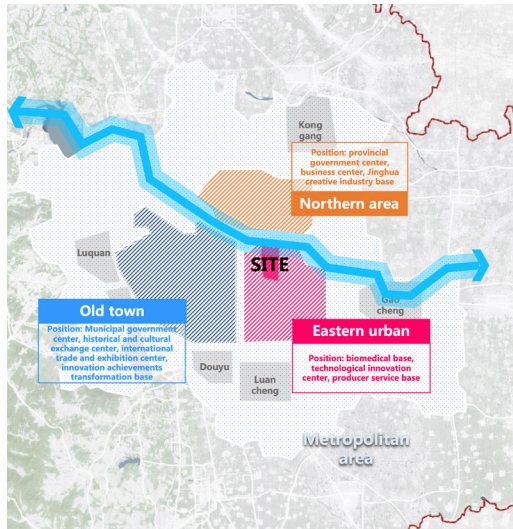 Kong
gang
Position: provincial
government center,
business center, Jinghua
creative industry base
Northern area
Luquan
SITE
Gao
cheng
Old town
Position: Municipal government
center, historical and cultural
exchange center, international
trade and exhibition center,
innovation achievements
transformation base
Eastern urban
Position: biomedical base,
technological innovation
center, producer service base
Douyu
Luan
cheng
Metropolitan
area